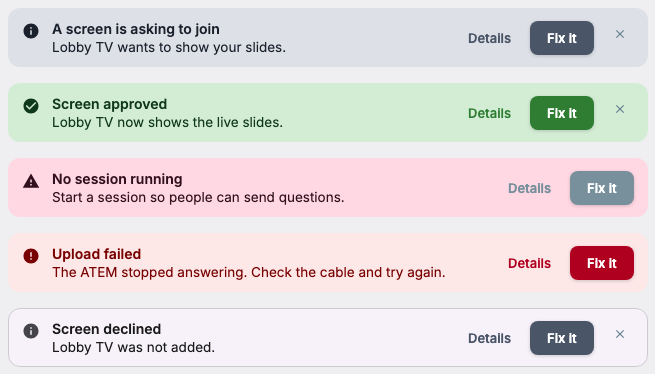 A screen is asking to join
Lobby TV wants to show your slides.
Details
Fix it
Screen approved
Lobby TV now shows the live slides.
Details
Fix it
No session running
Start a session so people can send questions.
Details
Fix it
Upload failed
The ATEM stopped answering. Check the cable and try again.
Details
Fix it
Screen declined
Lobby TV was not added.
Details
Fix it